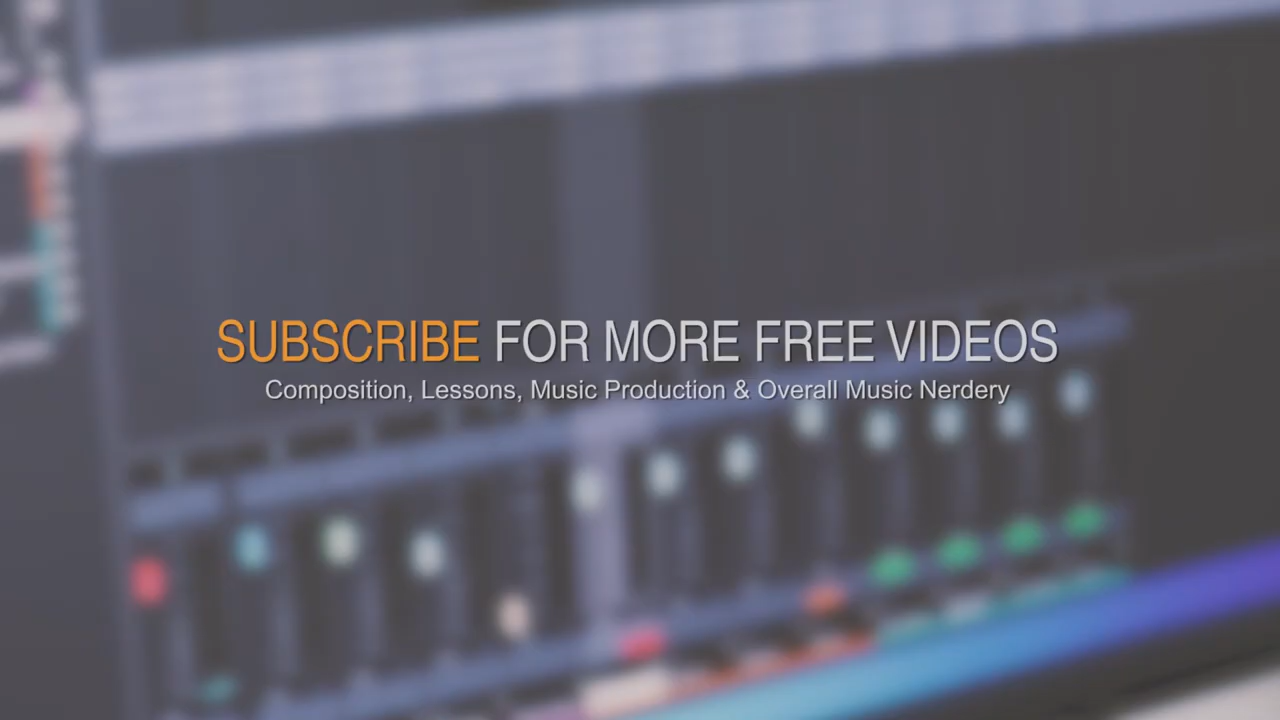 SUBSCRIBE FOR MORE FREE VIDEOS
Composition, Lessons, Music Production & Overall Music Nerdery